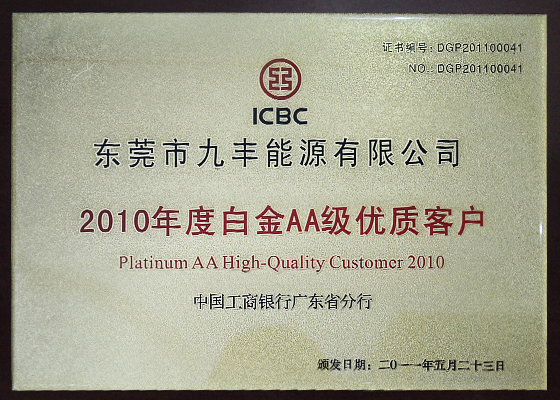 证书编号: DGP201100041
NO.: DGP201100041
ICBC
东莞市九丰能源有限公司
2010年度白金AA级优质客户
Platinum AA High-Quality Customer 2010
中国工商银行广东省分行
颁发日期: 二〇一一年五月二十三日